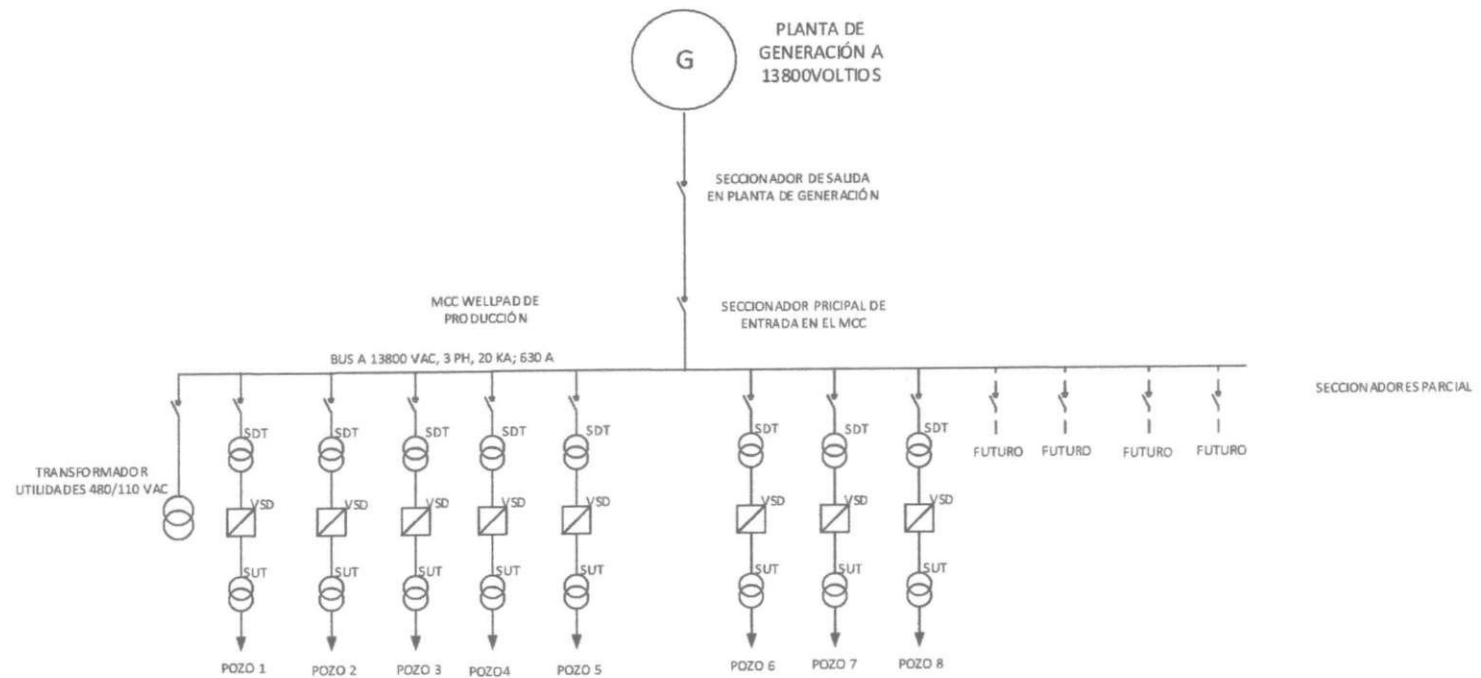 G
PLANTA DE
GENERACIÓN A
13800VOLTIOS
SECCIONADOR DE SALIDA
EN PLANTA DE GENERACIÓN
MCC WELLPAD DE
PRODUCCIÓN
SECCIONADOR PRICIPAL DE
ENTRADA EN EL MCC
BUS A 13800 VAC, 3 PH, 20 KA; 630 A
SECCIONADORES PARCIAL
SDT SDT SDT SDT SDT SDT SDT SDT
FUTURO FUTURO FUTURO FUTURO
TRANSFORMADOR
UTILIDADES 480/110 VAC
VSD VSD VSD VSD VSD VSD VSD VSD
SUT SUT SUT SUT SUT SUT SUT SUT
POZO 1 POZO 2 POZO 3 POZO4 POZO 5 POZO 6 POZO 7 POZO 8